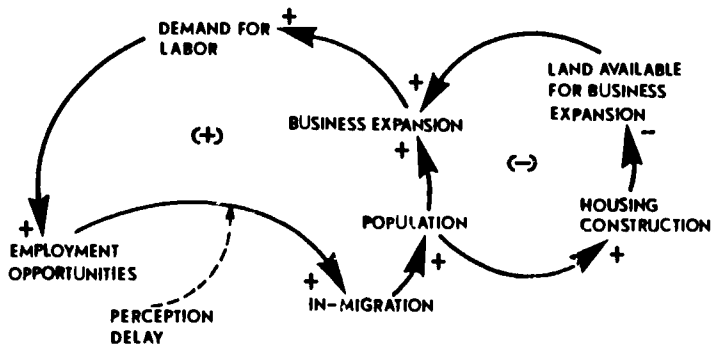 DEMAND FOR
LABOR
+
LAND AVAILABLE
FOR BUSINESS
EXPANSION
-
+
BUSINESS EXPANSION
+
(+)
(-)
HOUSING
CONSTRUCTION
+
POPULATION
+
+
EMPLOYMENT
OPPORTUNITIES
+
IN-MIGRATION
PERCEPTION
DELAY